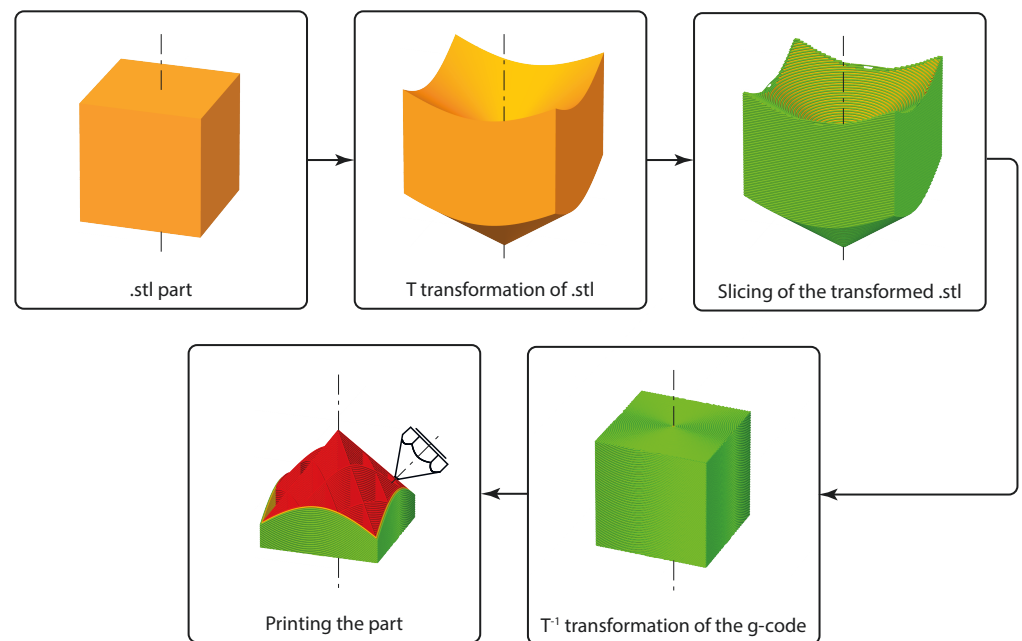 .stl part
T transformation of .stl
Slicing of the transformed .stl
Printing the part
T⁻¹ transformation of the g-code